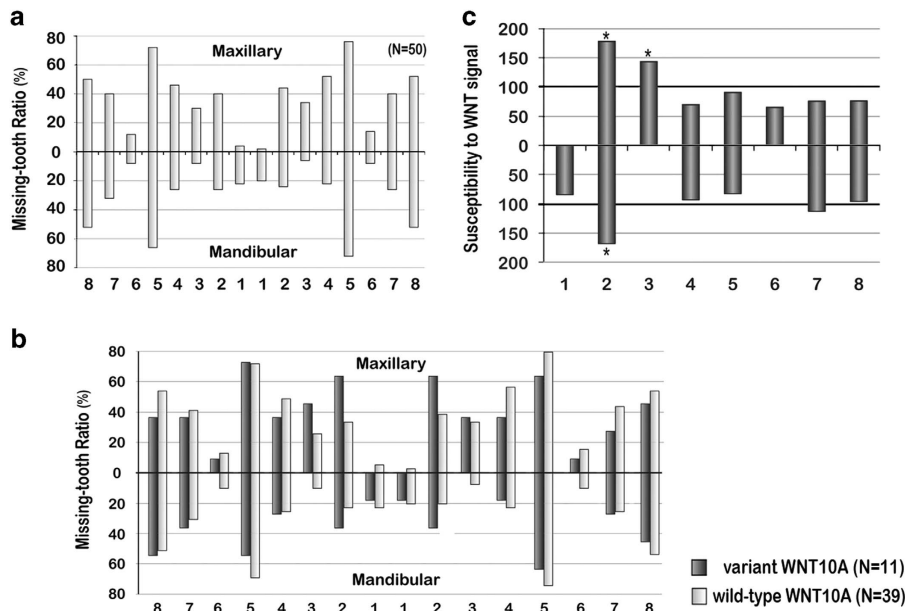 a
80
60
40
20
0
20
40
60
80
Missing-tooth Ratio (%)
Maxillary
(N=50)
Mandibular
8 7 6 5 4 3 2 1 1 2 3 4 5 6 7 8
c
200
150
100
50
0
50
100
150
200
Susceptibility to WNT signal
* *
*
1 2 3 4 5 6 7 8
b
80
60
40
20
0
20
40
60
80
Missing-tooth Ratio (%)
Maxillary
Mandibular
8 7 6 5 4 3 2 1 1 2 3 4 5 6 7 8
variant WNT10A (N=11)
wild-type WNT10A (N=39)